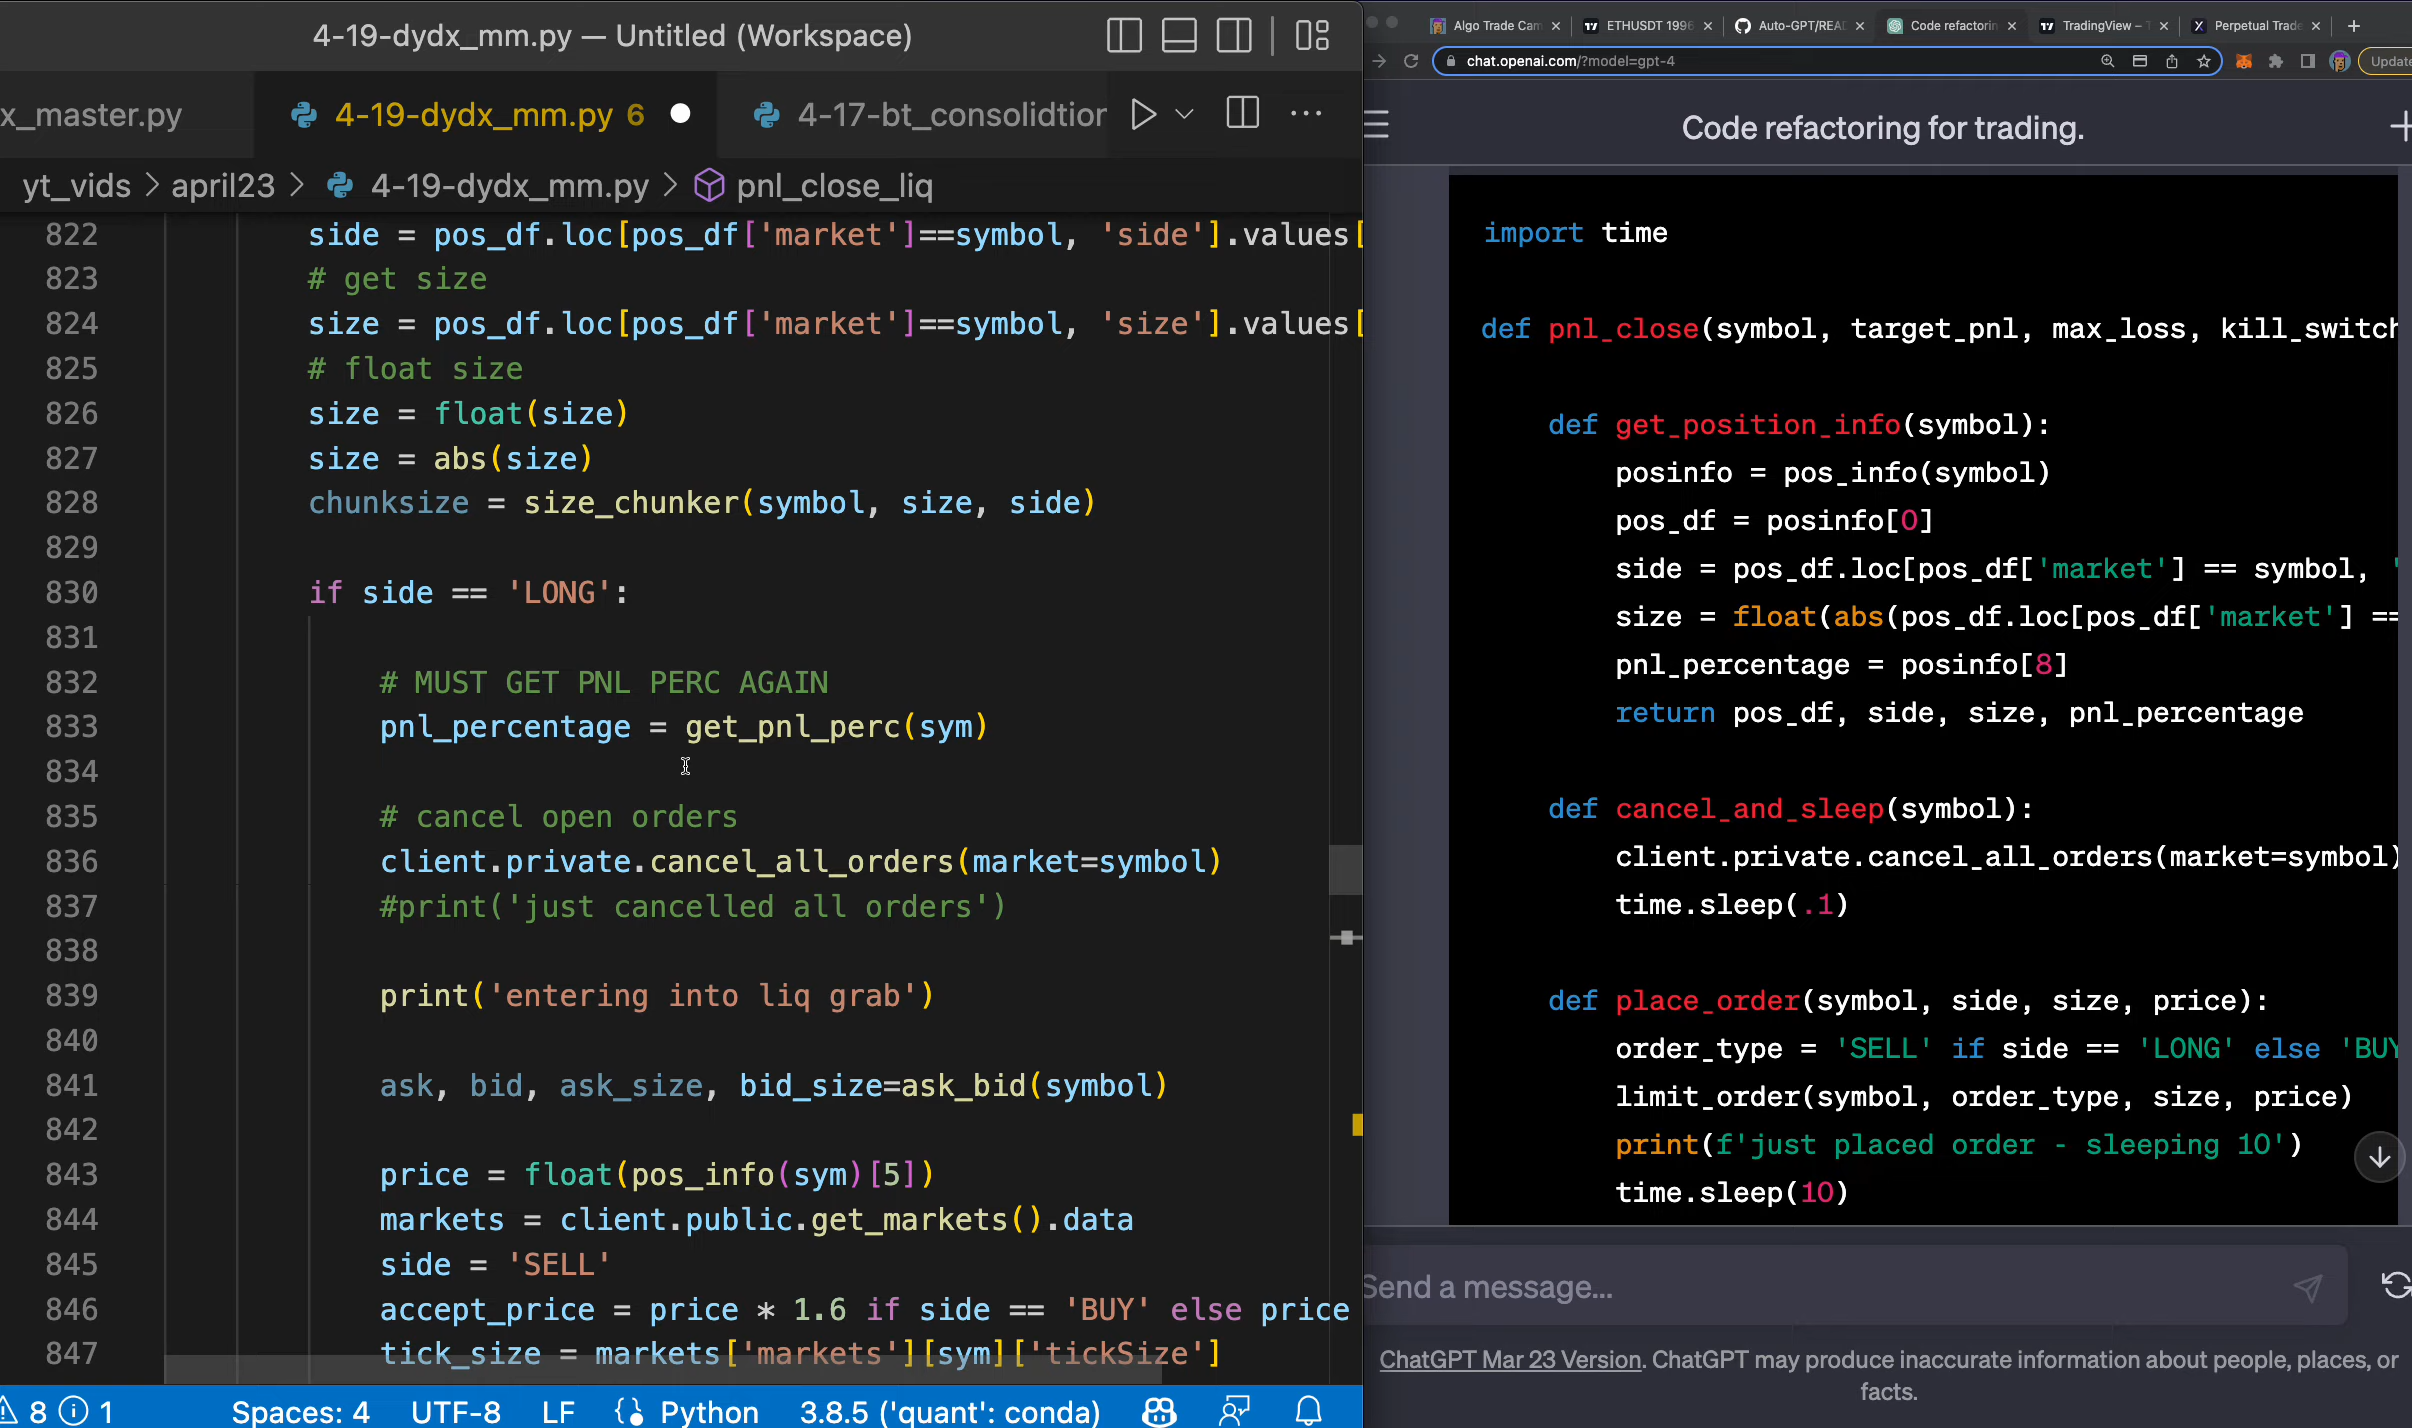 4-19-dydx_mm.py — Untitled (Workspace)
x_master.py
4-19-dydx_mm.py 6
4-17-bt_consolidtior
yt_vids > april23 > 4-19-dydx_mm.py > pnl_close_liq
822 side = pos_df.loc[pos_df['market']==symbol, 'side'].values[
823 # get size
824 size = pos_df.loc[pos_df['market']==symbol, 'size'].values[
825 # float size
826 size = float(size)
827 size = abs(size)
828 chunksize = size_chunker(symbol, size, side)
829
830 if side == 'LONG':
831
832 # MUST GET PNL PERC AGAIN
833 pnl_percentage = get_pnl_perc(sym)
834
835 # cancel open orders
836 client.private.cancel_all_orders(market=symbol)
837 #print('just cancelled all orders')
838
839 print('entering into liq grab')
840
841 ask, bid, ask_size, bid_size=ask_bid(symbol)
842
843 price = float(pos_info(sym)[5])
844 markets = client.public.get_markets().data
845 side = 'SELL'
846 accept_price = price * 1.6 if side == 'BUY' else price
847 tick_size = markets['markets'][sym]['tickSize']
8 1 Spaces: 4 UTF-8 LF Python 3.8.5 ('quant': conda)
Algo Trade Cam
ETHUSDT 1996
Auto-GPT/REA
Code refactorin
TradingView – T
Perpetual Trade
chat.openai.com/?model=gpt-4
Update
Code refactoring for trading.
import time
def pnl_close(symbol, target_pnl, max_loss, kill_switch
def get_position_info(symbol):
posinfo = pos_info(symbol)
pos_df = posinfo[0]
side = pos_df.loc[pos_df['market'] == symbol, '
size = float(abs(pos_df.loc[pos_df['market'] ==
pnl_percentage = posinfo[8]
return pos_df, side, size, pnl_percentage
def cancel_and_sleep(symbol):
client.private.cancel_all_orders(market=symbol)
time.sleep(.1)
def place_order(symbol, side, size, price):
order_type = 'SELL' if side == 'LONG' else 'BUY
limit_order(symbol, order_type, size, price)
print(f'just placed order - sleeping 10')
time.sleep(10)
Send a message...
ChatGPT Mar 23 Version. ChatGPT may produce inaccurate information about people, places, or
facts.